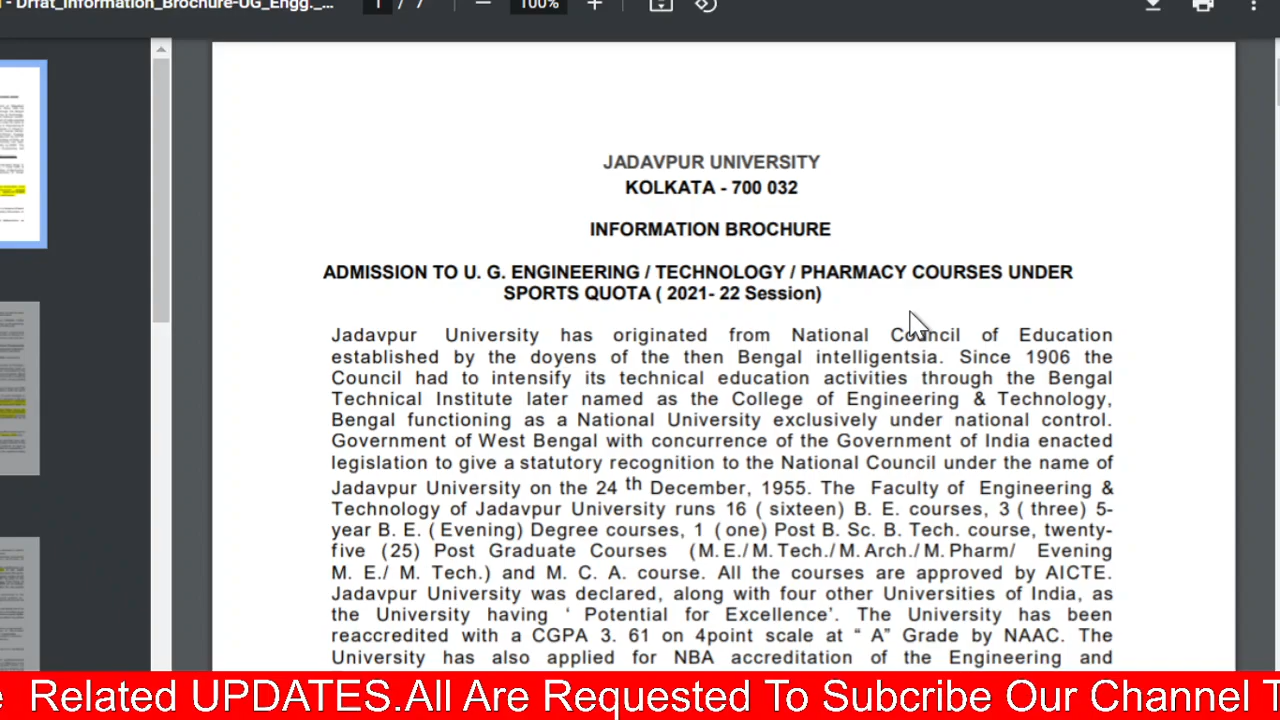 Drfat_Information_Brochure-UG_Engg._...
1 / 7
100%
JADAVPUR UNIVERSITY
KOLKATA - 700 032
INFORMATION BROCHURE
ADMISSION TO U. G. ENGINEERING / TECHNOLOGY / PHARMACY COURSES UNDER
SPORTS QUOTA ( 2021- 22 Session)
Jadavpur University has originated from National Council of Education
established by the doyens of the then Bengal intelligentsia. Since 1906 the
Council had to intensify its technical education activities through the Bengal
Technical Institute later named as the College of Engineering & Technology,
Bengal functioning as a National University exclusively under national control.
Government of West Bengal with concurrence of the Government of India enacted
legislation to give a statutory recognition to the National Council under the name of
Jadavpur University on the 24 th December, 1955. The Faculty of Engineering &
Technology of Jadavpur University runs 16 ( sixteen) B. E. courses, 3 ( three) 5-
year B. E. ( Evening) Degree courses, 1 ( one) Post B. Sc. B. Tech. course, twenty-
five (25) Post Graduate Courses (M. E./ M. Tech./ M. Arch./ M. Pharm/ Evening
M. E./ M. Tech.) and M. C. A. course. All the courses are approved by AICTE.
Jadavpur University was declared, along with four other Universities of India, as
the University having ‘ Potential for Excellence’. The University has been
reaccredited with a CGPA 3. 61 on 4point scale at “ A” Grade by NAAC. The
University has also applied for NBA accreditation of the Engineering and
Related UPDATES.All Are Requested To Subcribe Our Channel